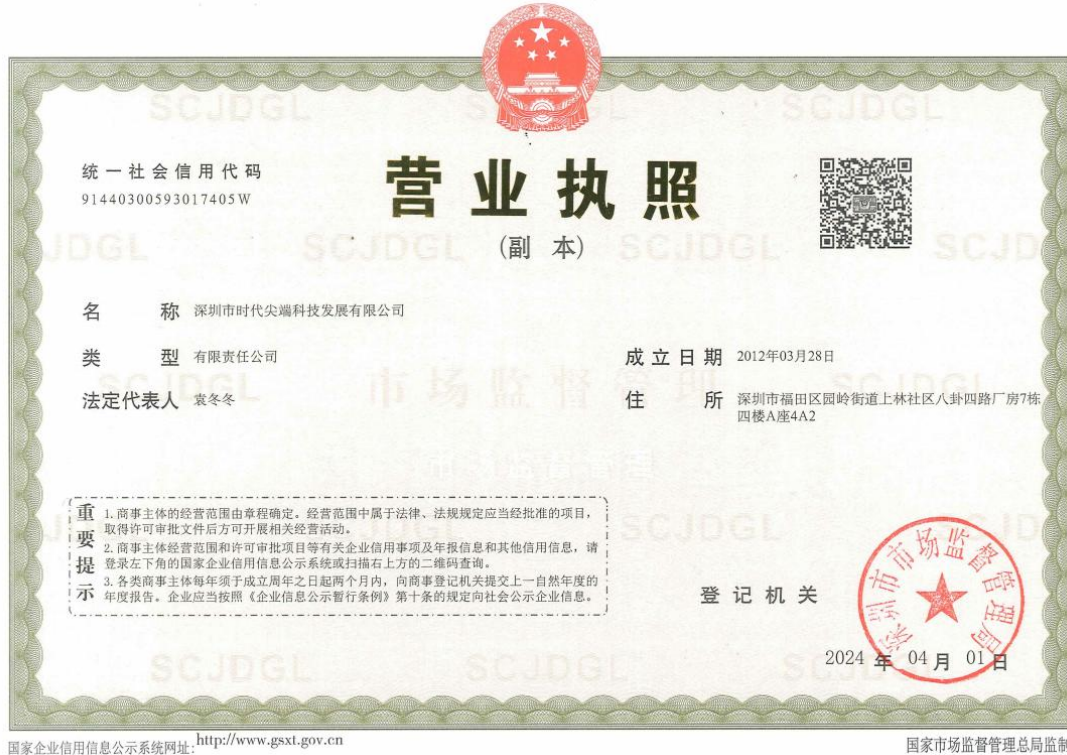 统一社会信用代码
91440300593017405W
营业执照
(副 本)
名 称 深圳市时代尖端科技发展有限公司
类 型 有限责任公司
法定代表人 袁冬冬
成立日期 2012年03月28日
住 所 深圳市福田区园岭街道上林社区八卦四路厂房7栋
四楼A座4A2
重要提示
1. 商事主体的经营范围由章程确定。经营范围中属于法律、法规规定应当经批准的项目，
取得许可审批文件后方可开展相关经营活动。
2. 商事主体经营范围和许可审批项目等有关企业信用事项及年报信息和其他信用信息，请
登录左下角的国家企业信用信息公示系统或扫描右上方的二维码查询。
3. 各类商事主体每年须于成立周年之日起两个月内，向商事登记机关提交上一自然年度的
年度报告。企业应当按照《企业信息公示暂行条例》第十条的规定向社会公示企业信息。
登记机关
深圳市市场监督管理局
2024 年 04 月 01 日
国家企业信用信息公示系统网址: http://www.gsxt.gov.cn
国家市场监督管理总局监制
SCJDGL
市场监督管理